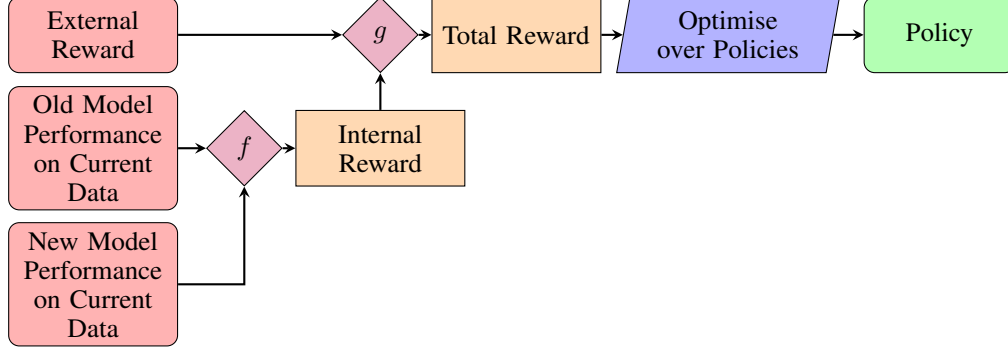 External
Reward
g
Total Reward
Optimise
over Policies
Policy
Old Model
Performance
on Current
Data
f
Internal
Reward
New Model
Performance
on Current
Data